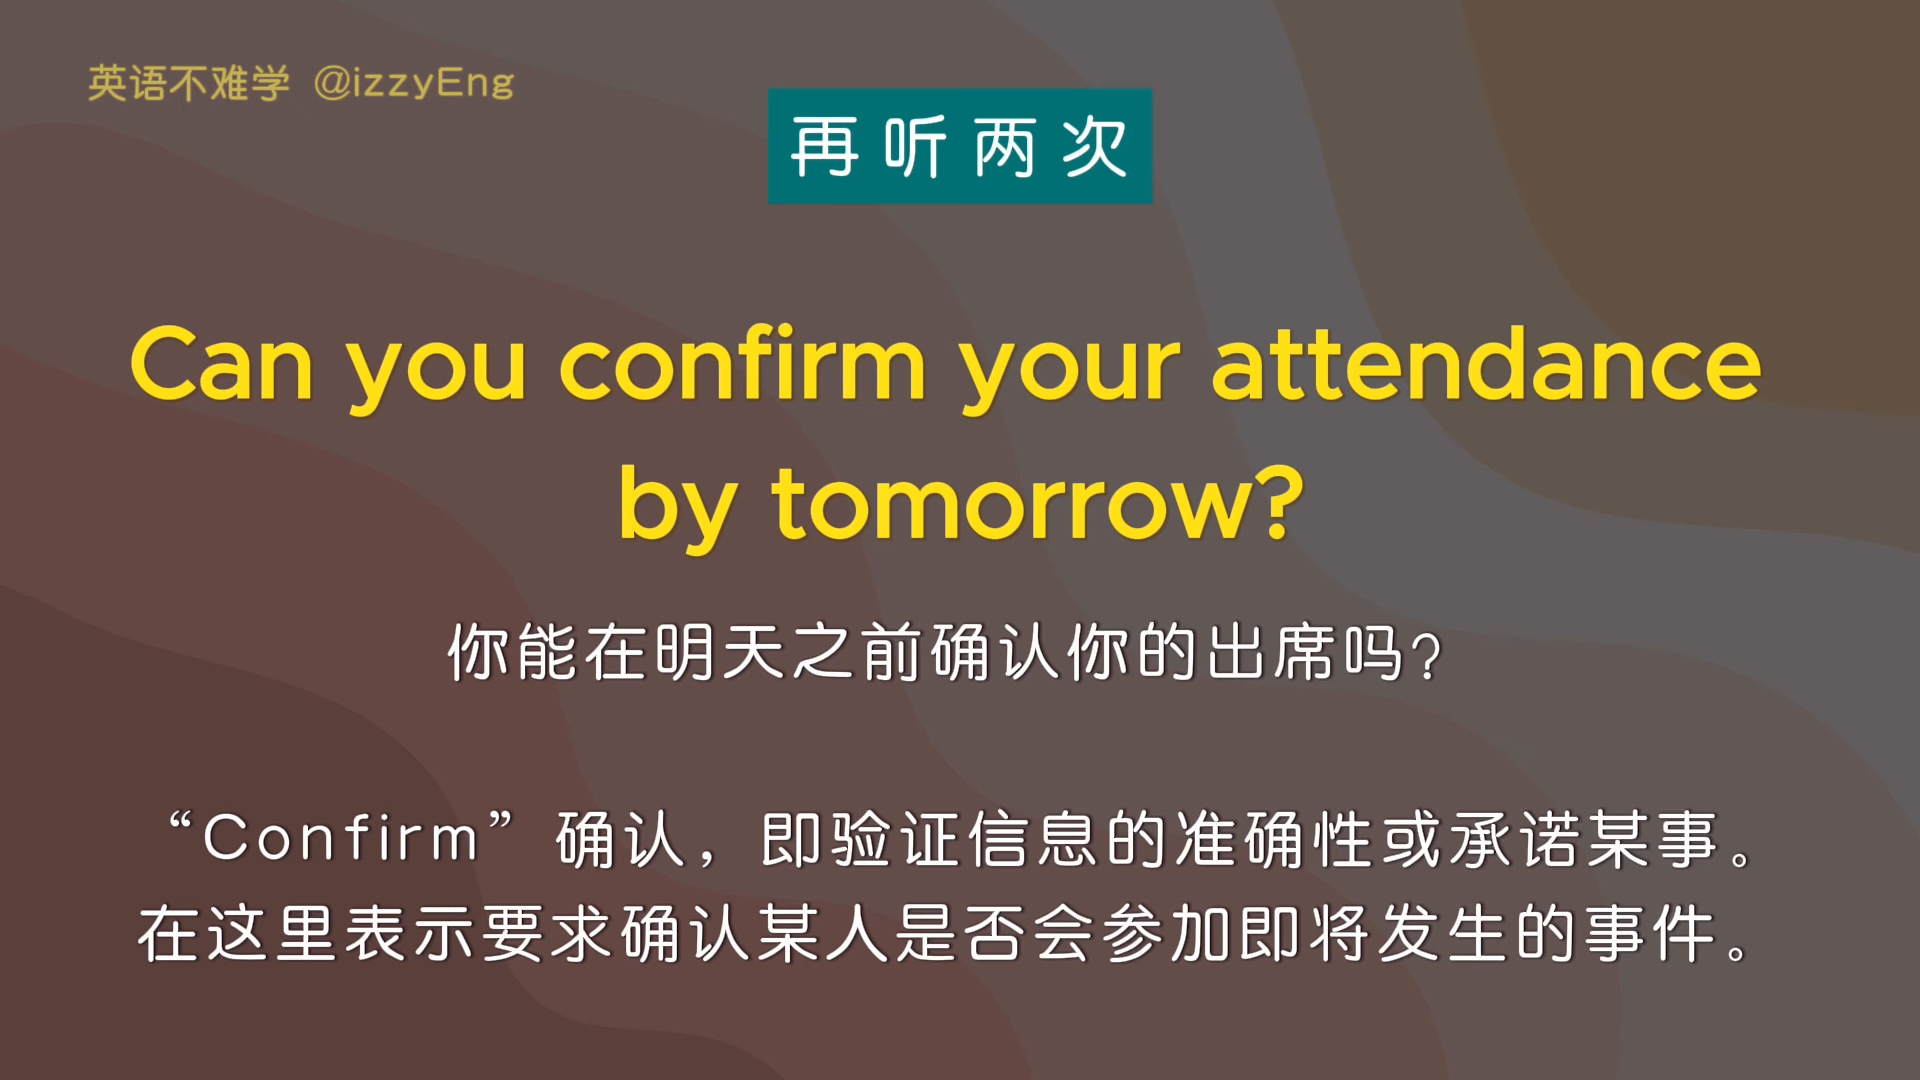 英语不难学 @izzyEng
再听两次
Can you confirm your attendance
by tomorrow?
你能在明天之前确认你的出席吗?
“Confirm”确认，即验证信息的准确性或承诺某事。
在这里表示要求确认某人是否会参加即将发生的事件。